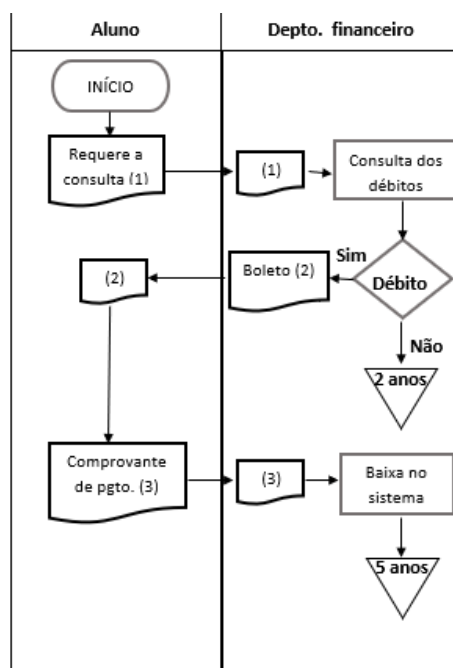 Aluno
Depto. financeiro
INÍCIO
Requere a
consulta (1)
(1)
Consulta dos
débitos
Sim
Débito
Boleto (2)
(2)
Não
2 anos
Comprovante
de pgto. (3)
(3)
Baixa no
sistema
5 anos